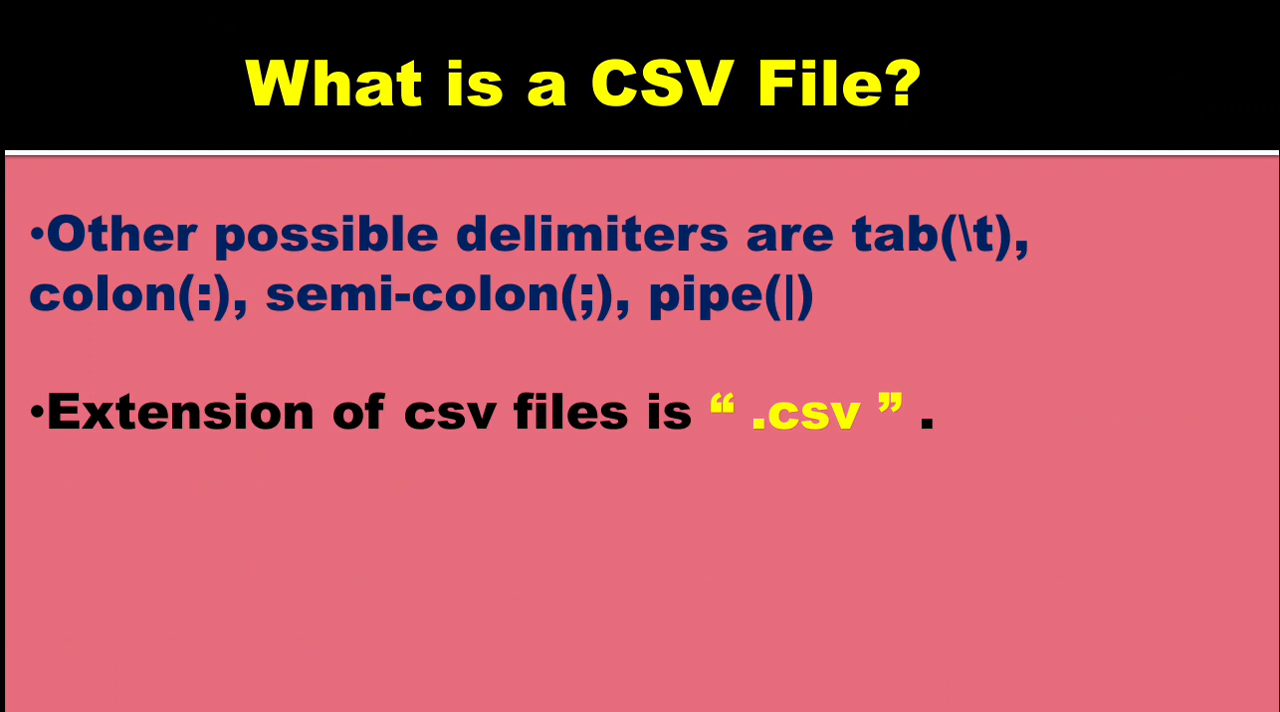 What is a CSV File?
•Other possible delimiters are tab(\t),
colon(:), semi-colon(;), pipe(|)
•Extension of csv files is “ .csv ” .